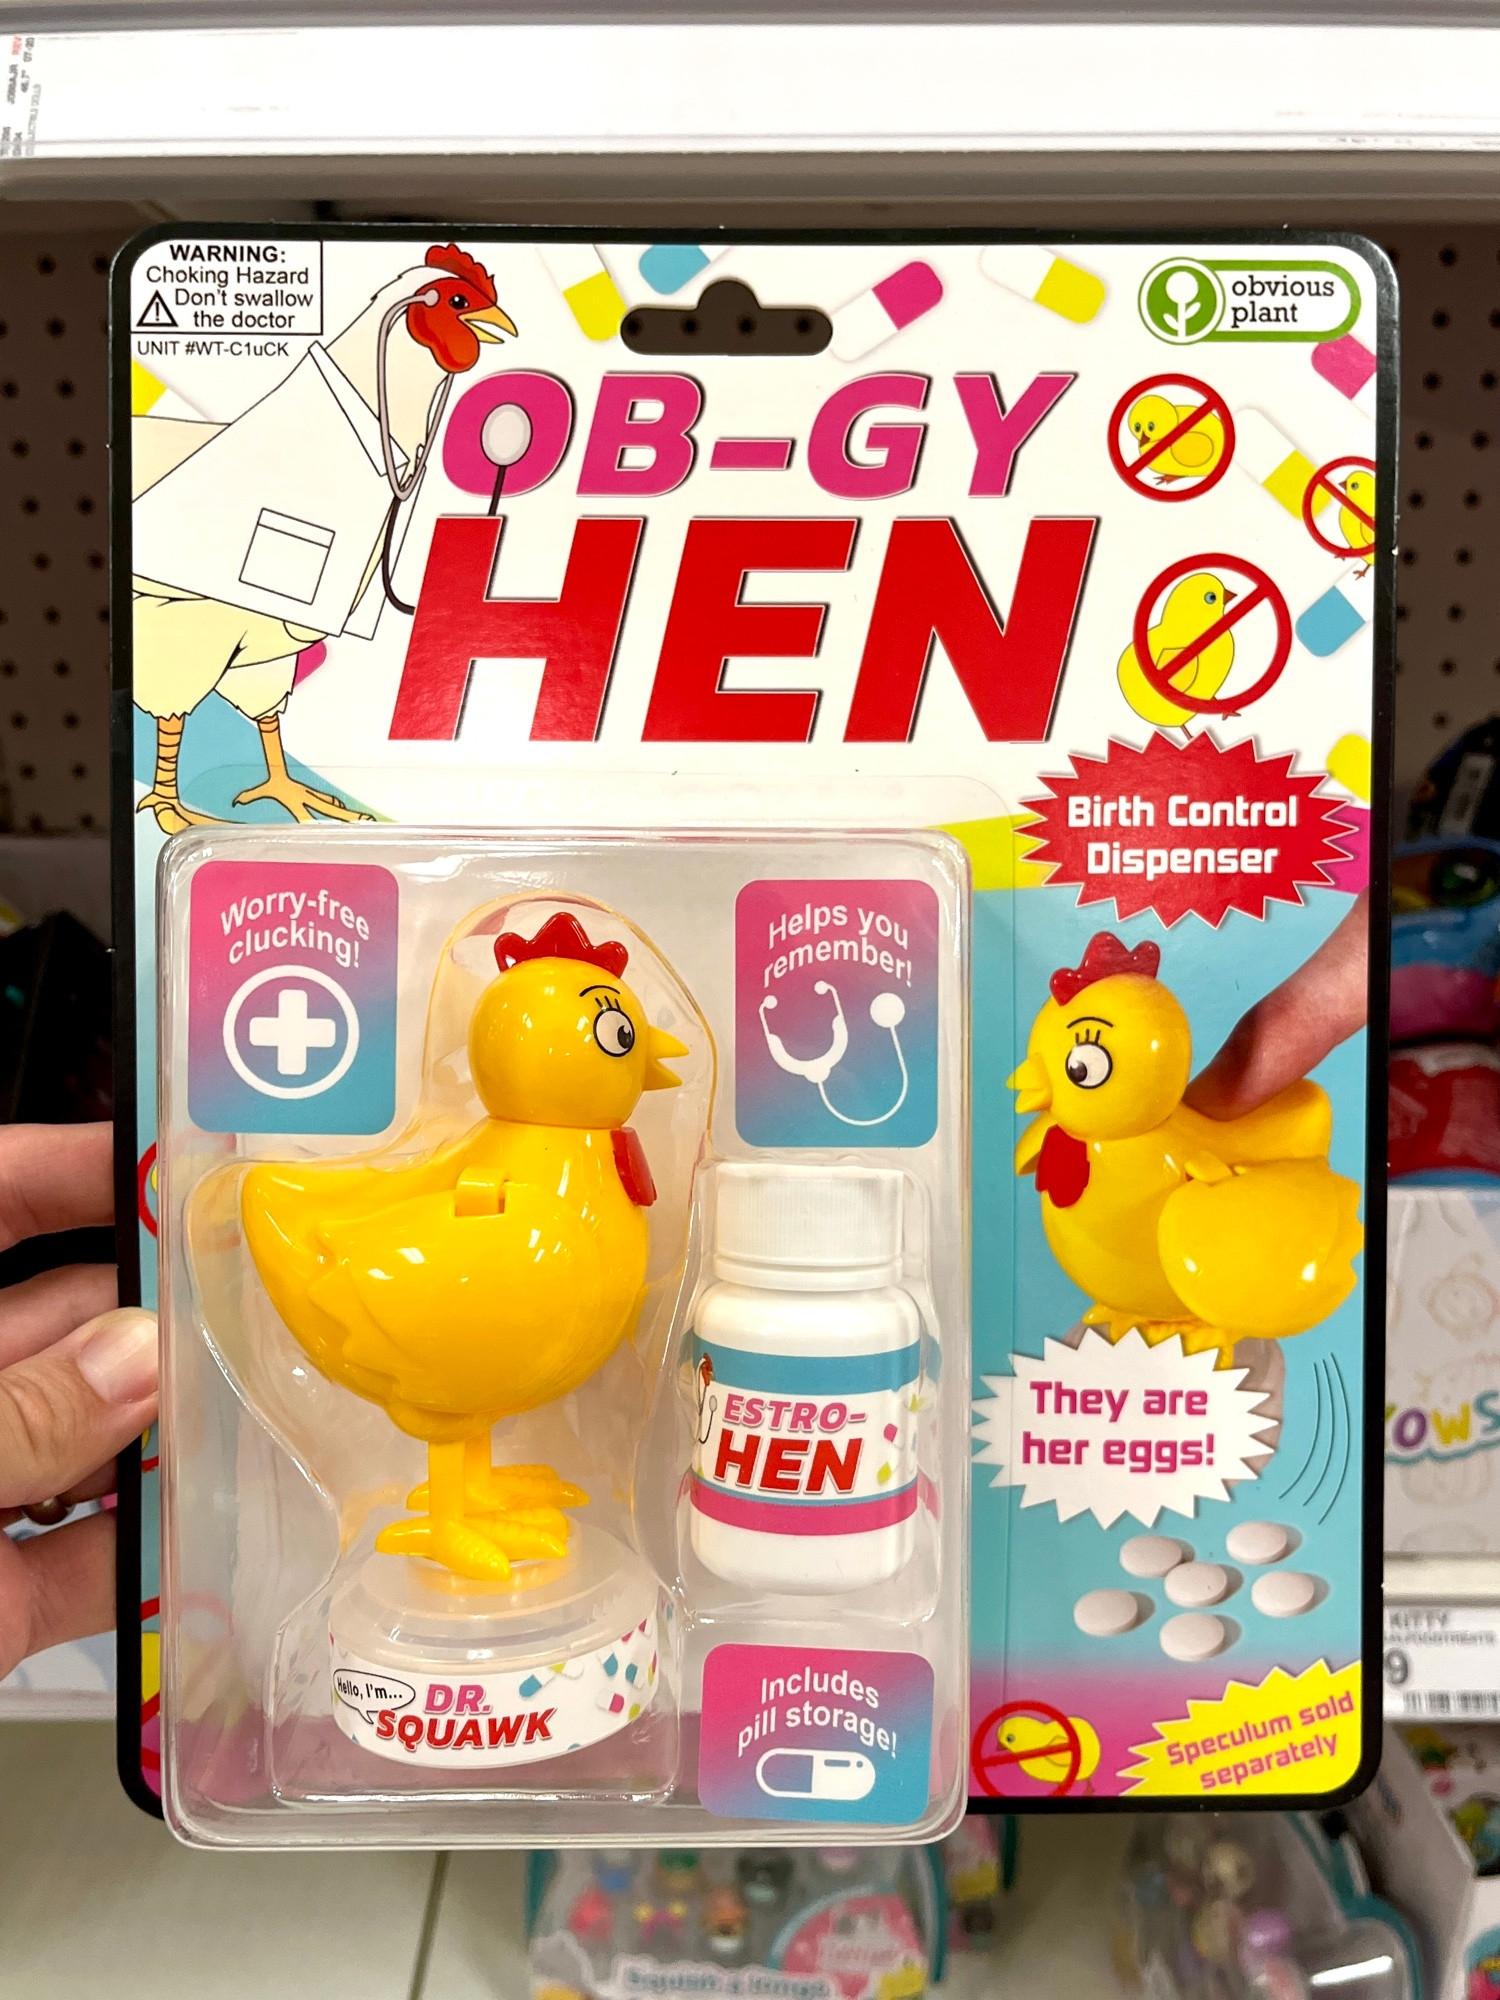 WARNING:
Choking Hazard
Don't swallow
the doctor
UNIT #WT-C1uCK
obvious
plant
OB-GY
HEN
Birth Control
Dispenser
Worry-free
clucking!
Helps you
remember!
ESTRO-
HEN
They are
her eggs!
Hello, I'm...
DR.
SQUAWK
Includes
pill storage!
Speculum sold
separately
KITTY
9